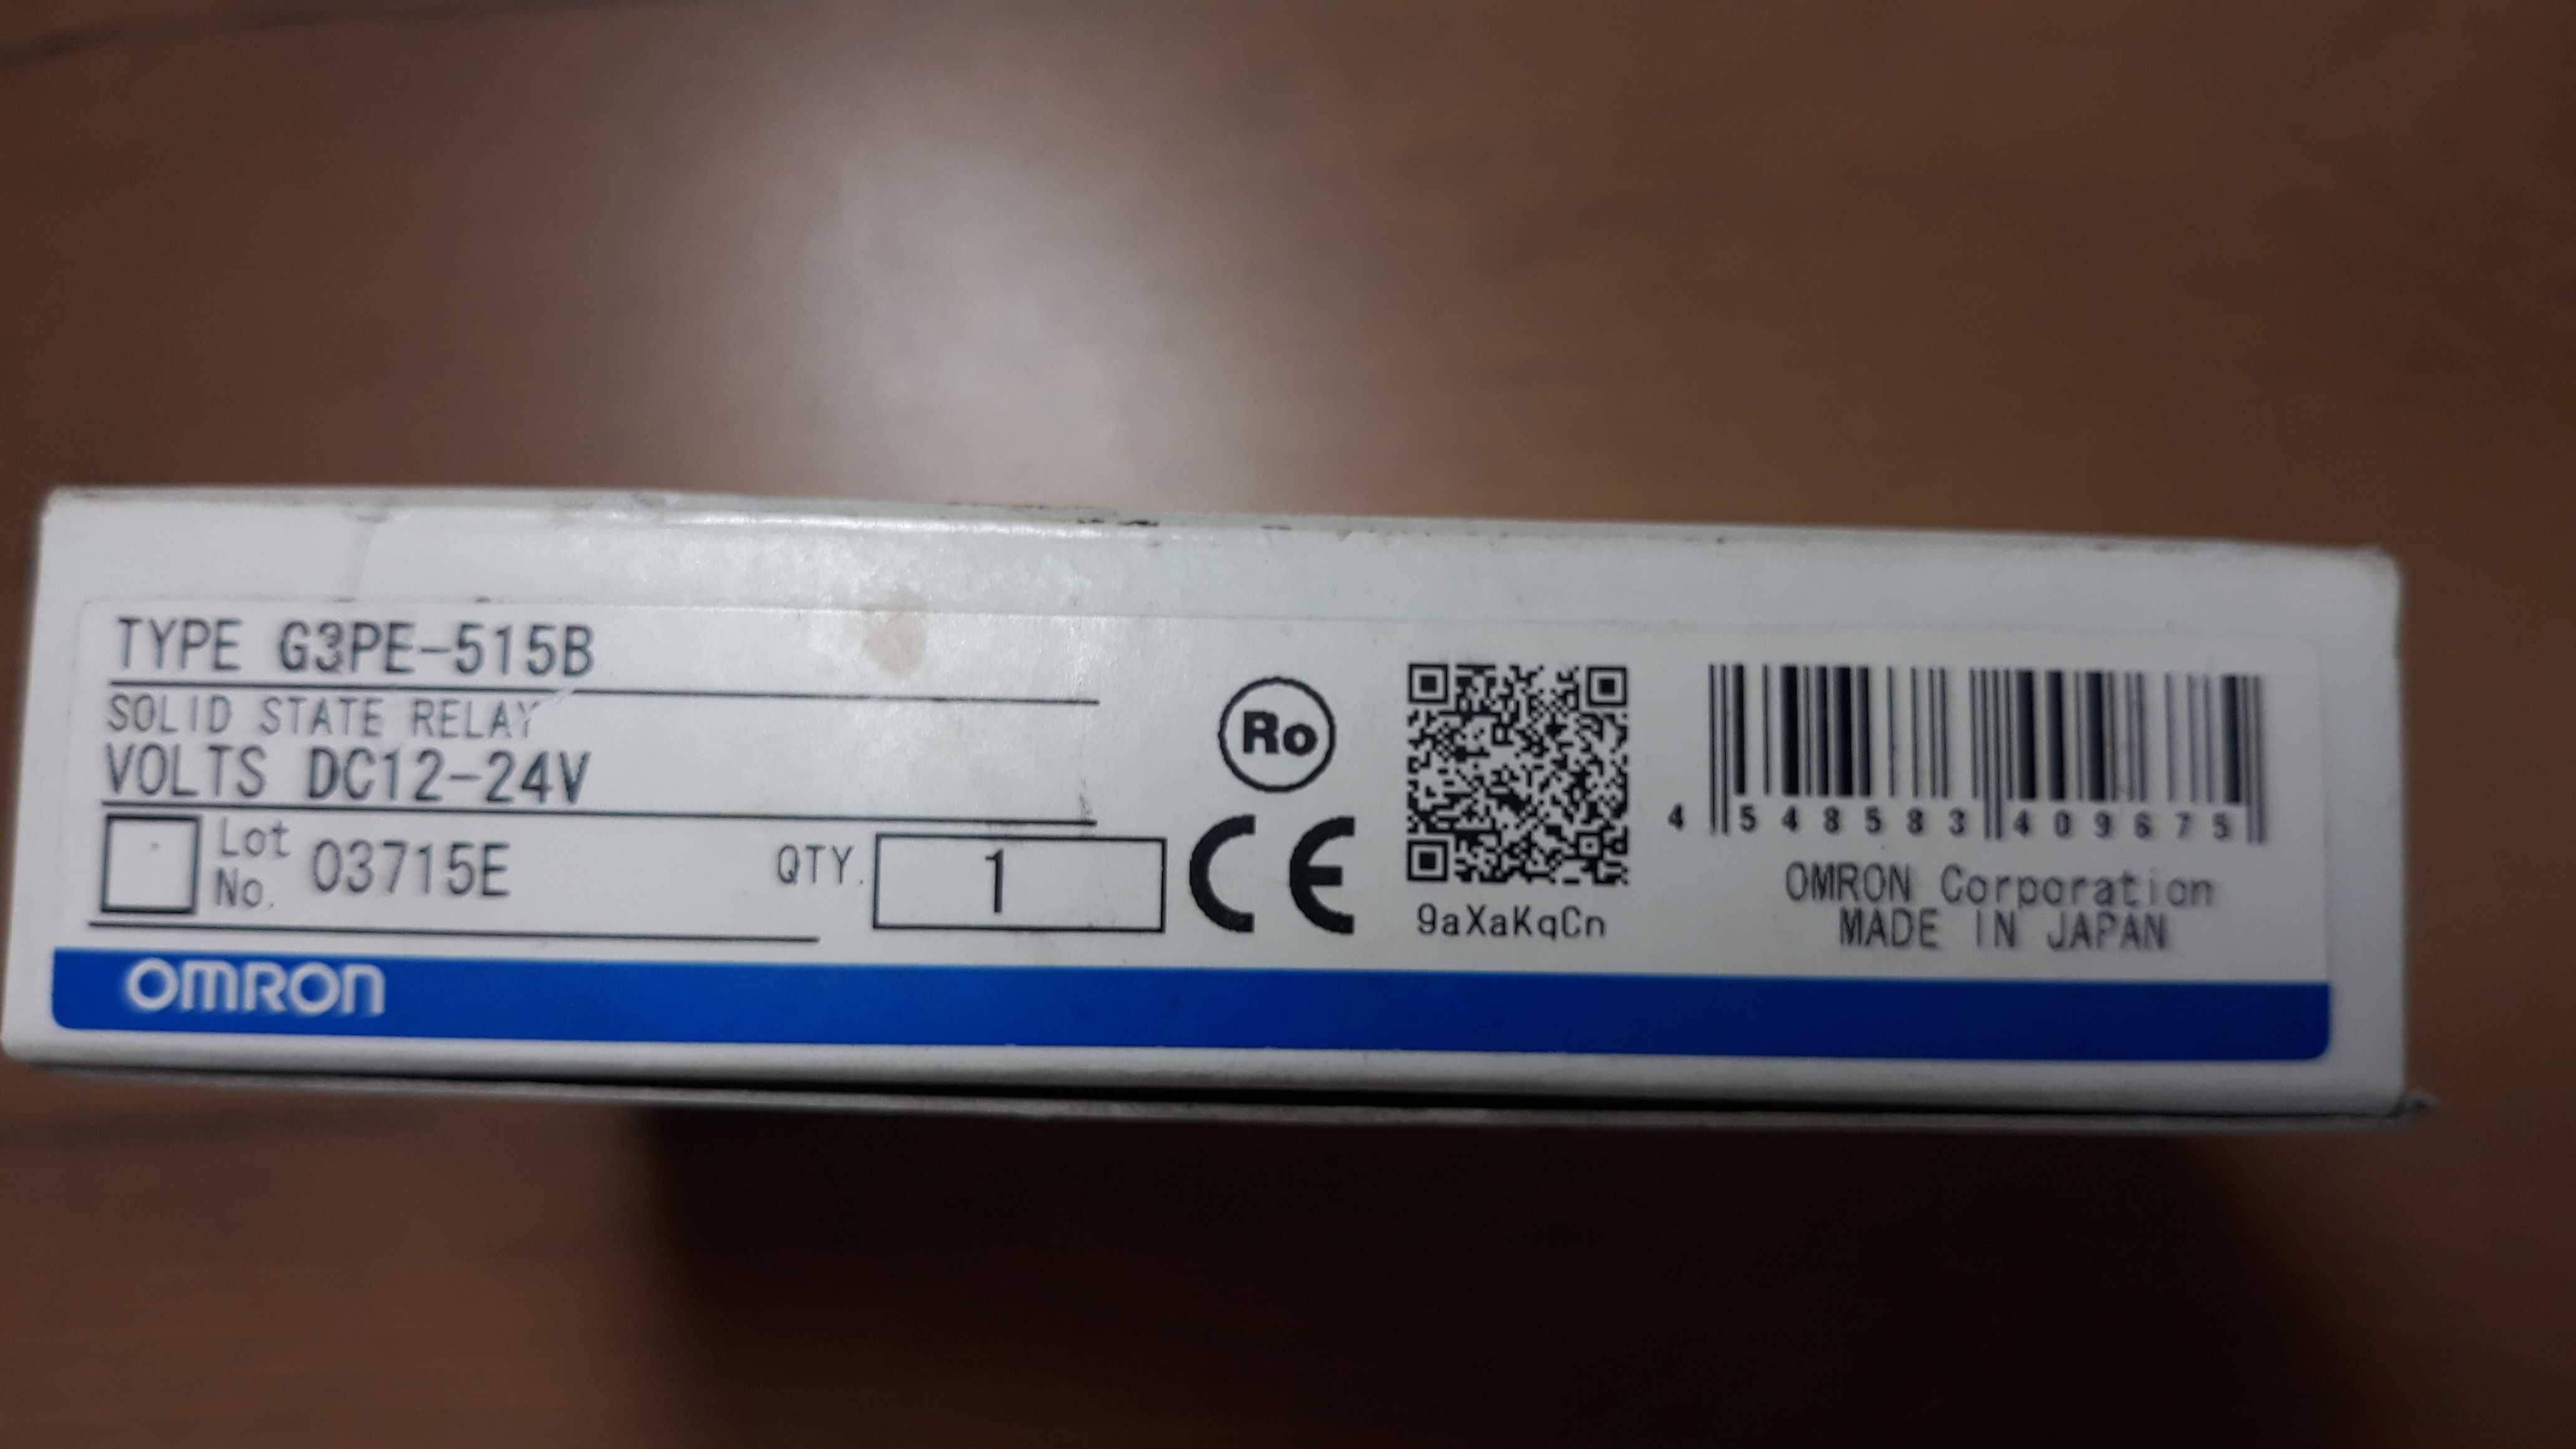 TYPE G3PE-515B
SOLID STATE RELAY
VOLTS DC12-24V
Lot No. 03715E
QTY. 1
Ro
CE
9aXaKqCn
4 548583 409675
OMRON Corporation
MADE IN JAPAN
OMRON